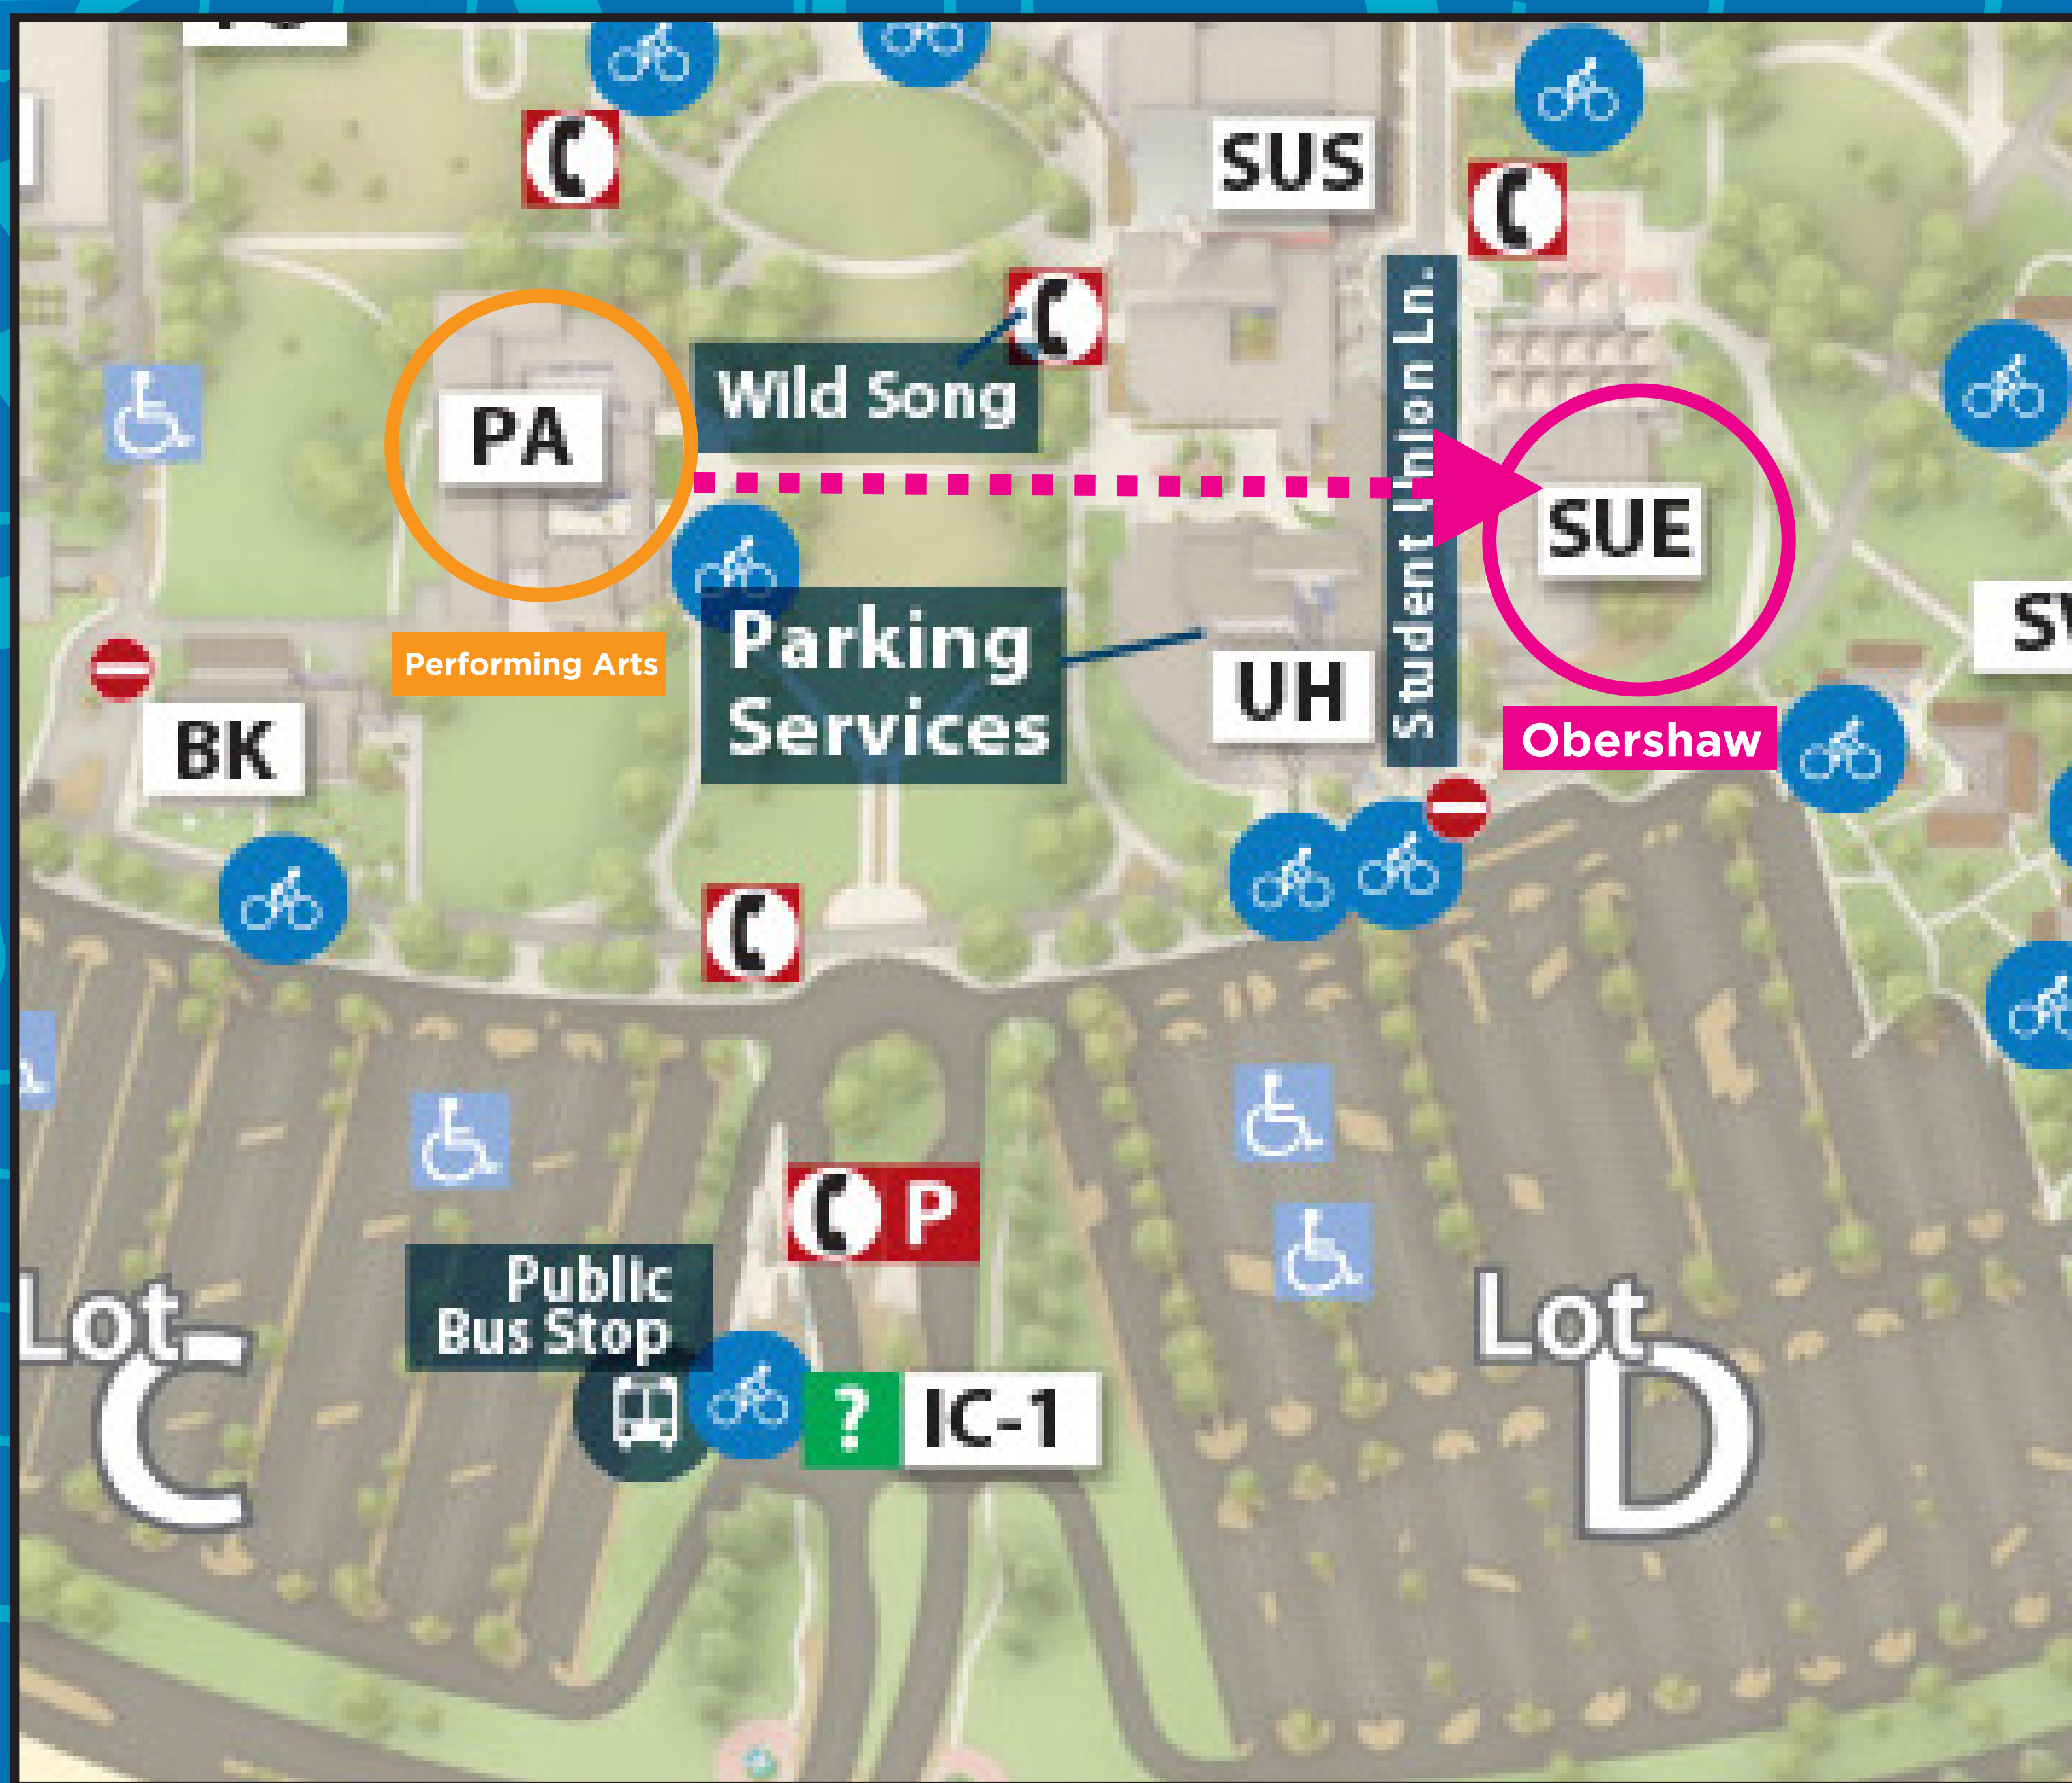 SUS
Student Union Ln.
Wild Song
PA
SUE
Parking
Services
Performing Arts
UH
BK
Obershaw
P
Public
Bus Stop
Lot
C
Lot
D
?
IC-1